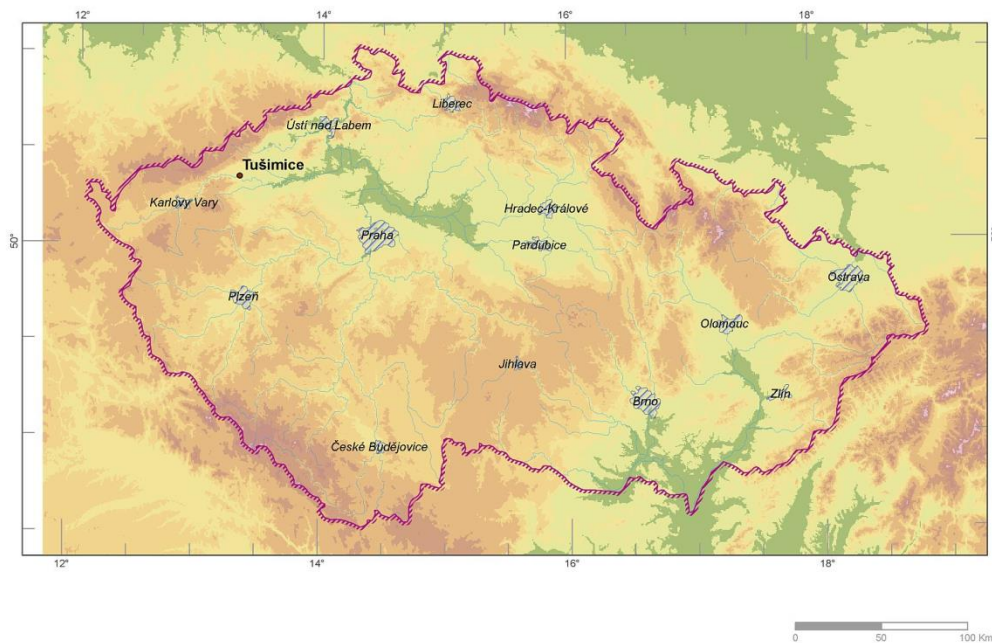 14°
16°
18°
Liberec
Ústí nad Labem
Tušimice
Karlovy Vary
Hradec-Králové
Praha
Pardubice
50°
Ostrava
Plzeň
Olomouc
Jihlava
Zlín
Brno
České Budějovice
12°
14°
16°
18°
0
50
100 Km